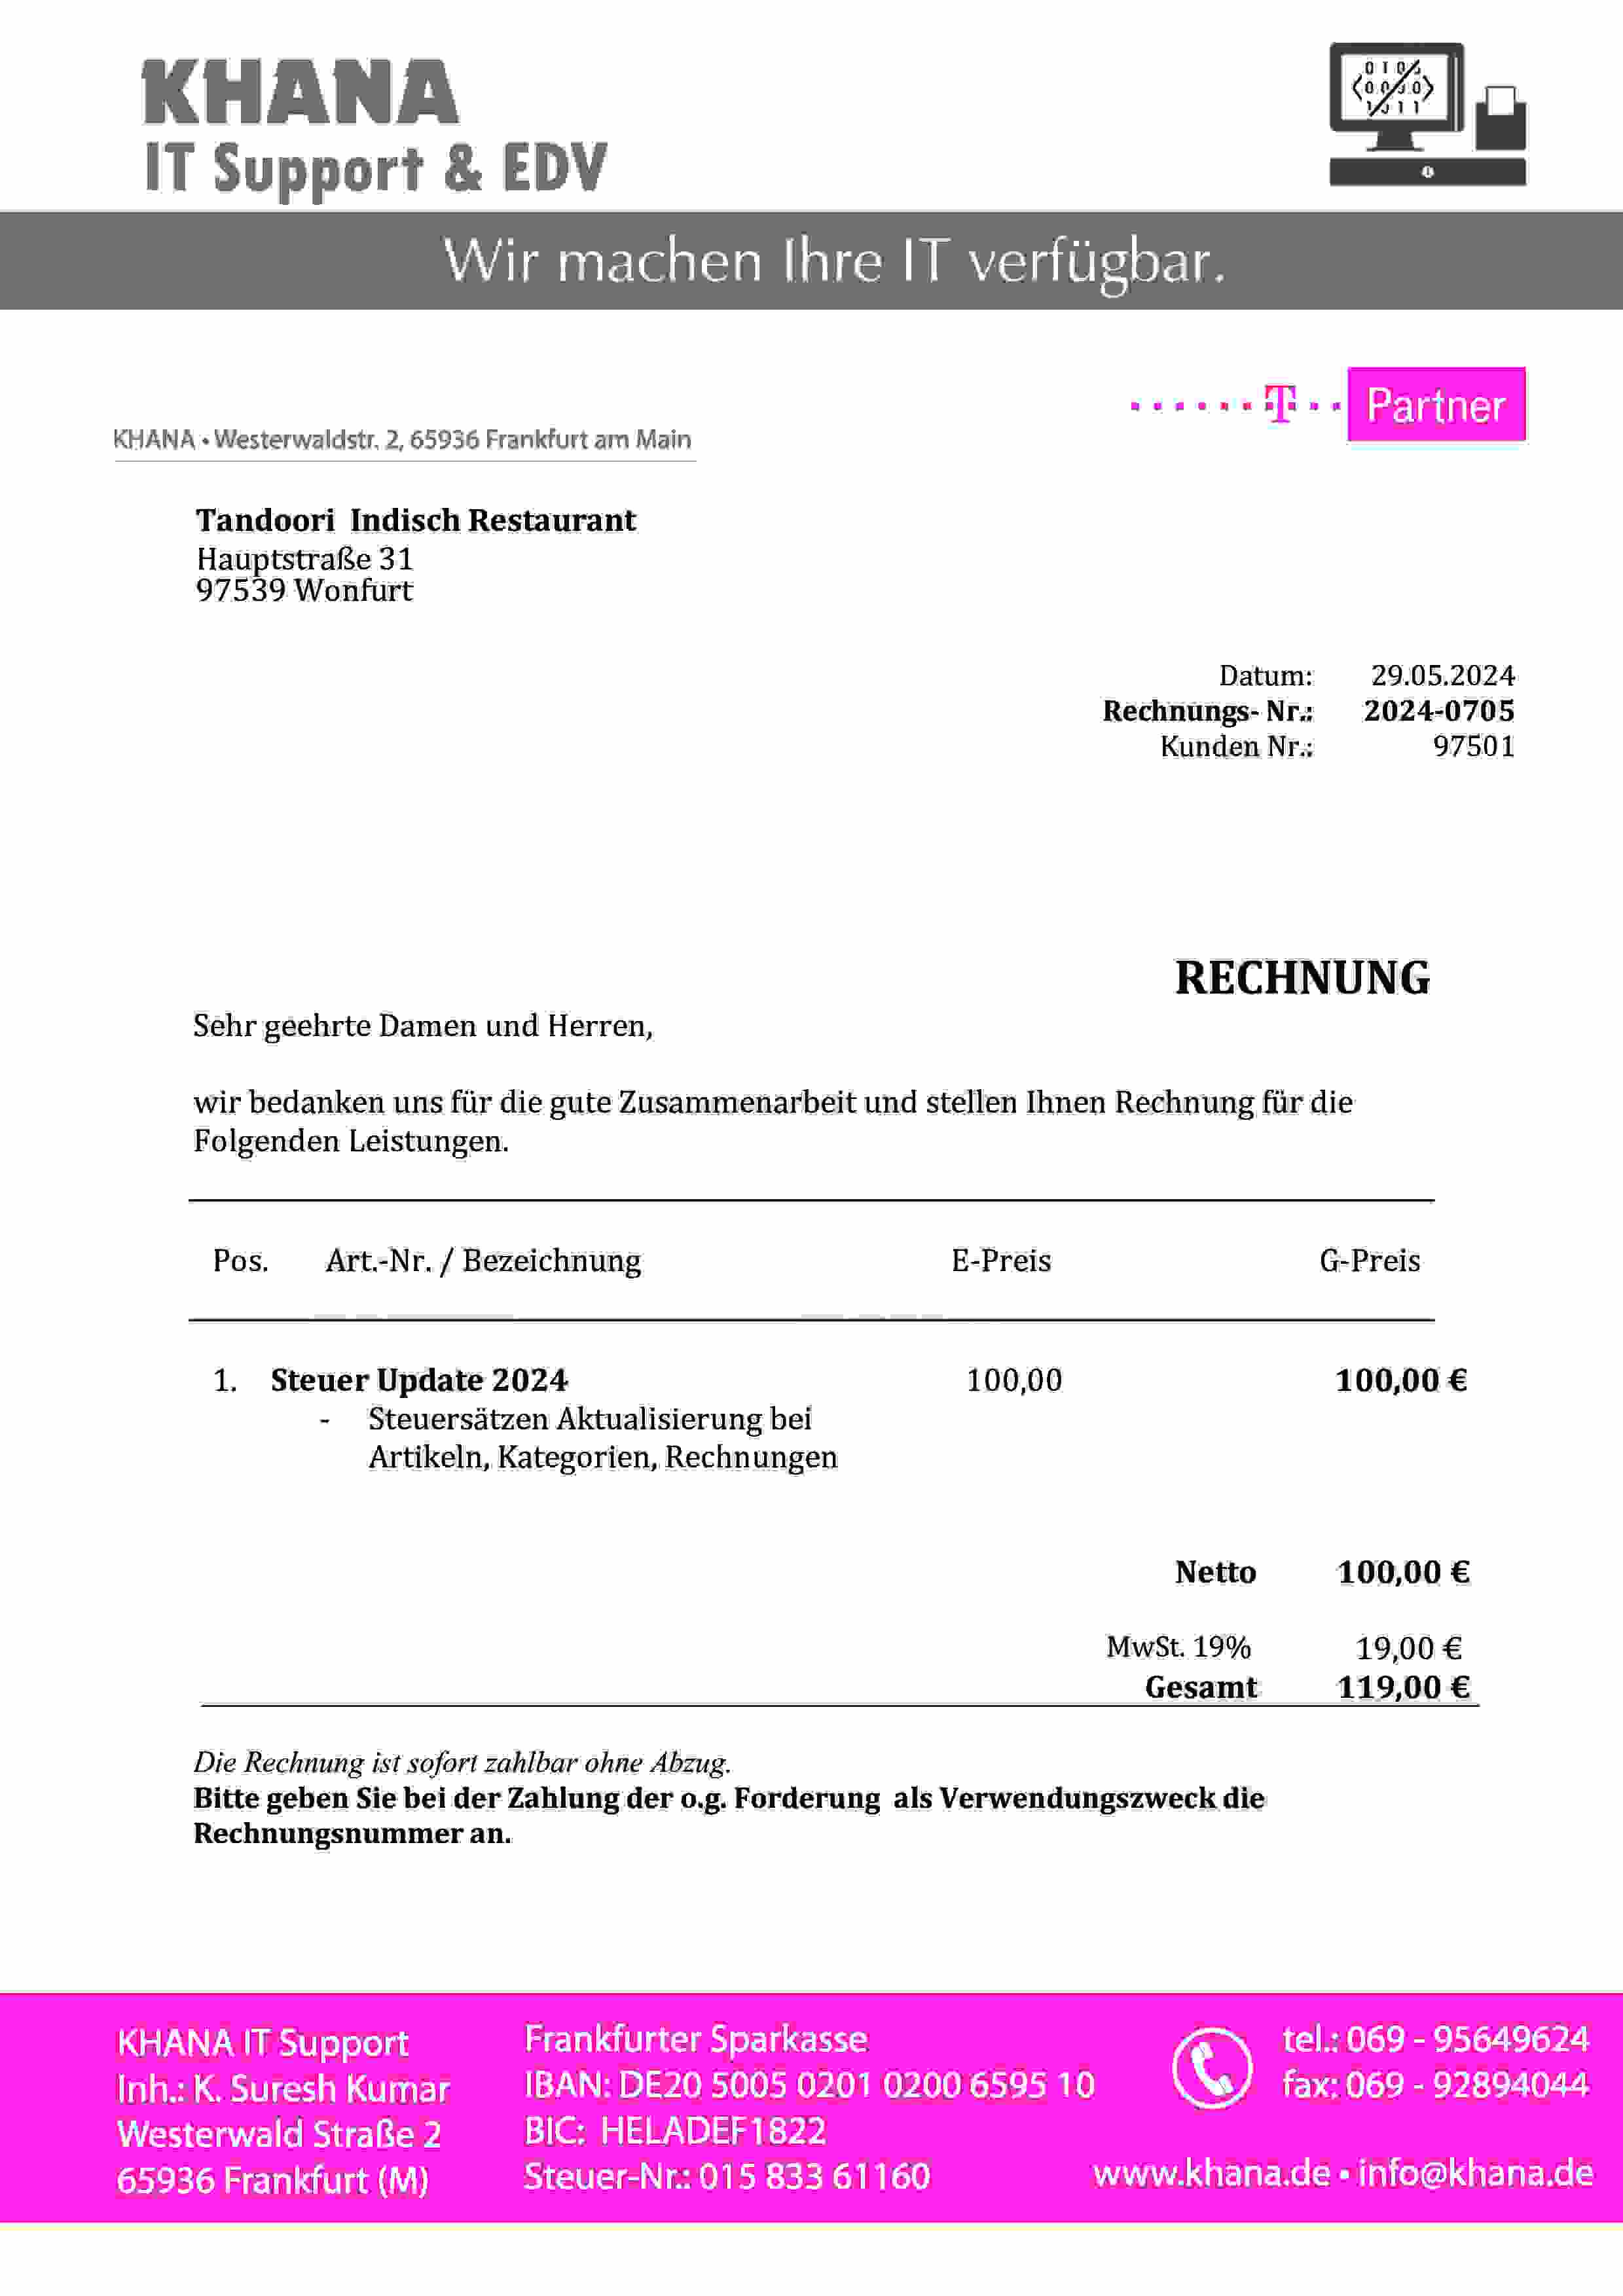 KHANA
IT Support & EDV
Wir machen Ihre IT verfügbar.
T Partner
KHANA • Westerwaldstr. 2, 65936 Frankfurt am Main
Tandoori Indisch Restaurant
Hauptstraße 31
97539 Wonfurt
Datum: 29.05.2024
Rechnungs- Nr.: 2024-0705
Kunden Nr.: 97501
RECHNUNG
Sehr geehrte Damen und Herren,
wir bedanken uns für die gute Zusammenarbeit und stellen Ihnen Rechnung für die
Folgenden Leistungen.
Pos. Art.-Nr. / Bezeichnung E-Preis G-Preis
1. Steuer Update 2024 100,00 100,00 €
- Steuersätzen Aktualisierung bei
Artikeln, Kategorien, Rechnungen
Netto 100,00 €
MwSt. 19% 19,00 €
Gesamt 119,00 €
Die Rechnung ist sofort zahlbar ohne Abzug.
Bitte geben Sie bei der Zahlung der o.g. Forderung als Verwendungszweck die
Rechnungsnummer an.
KHANA IT Support
Inh.: K. Suresh Kumar
Westerwald Straße 2
65936 Frankfurt (M)
Frankfurter Sparkasse
IBAN: DE20 5005 0201 0200 6595 10
BIC: HELADEF1822
Steuer-Nr.: 015 833 61160
tel.: 069 - 95649624
fax: 069 - 92894044
www.khana.de • info@khana.de